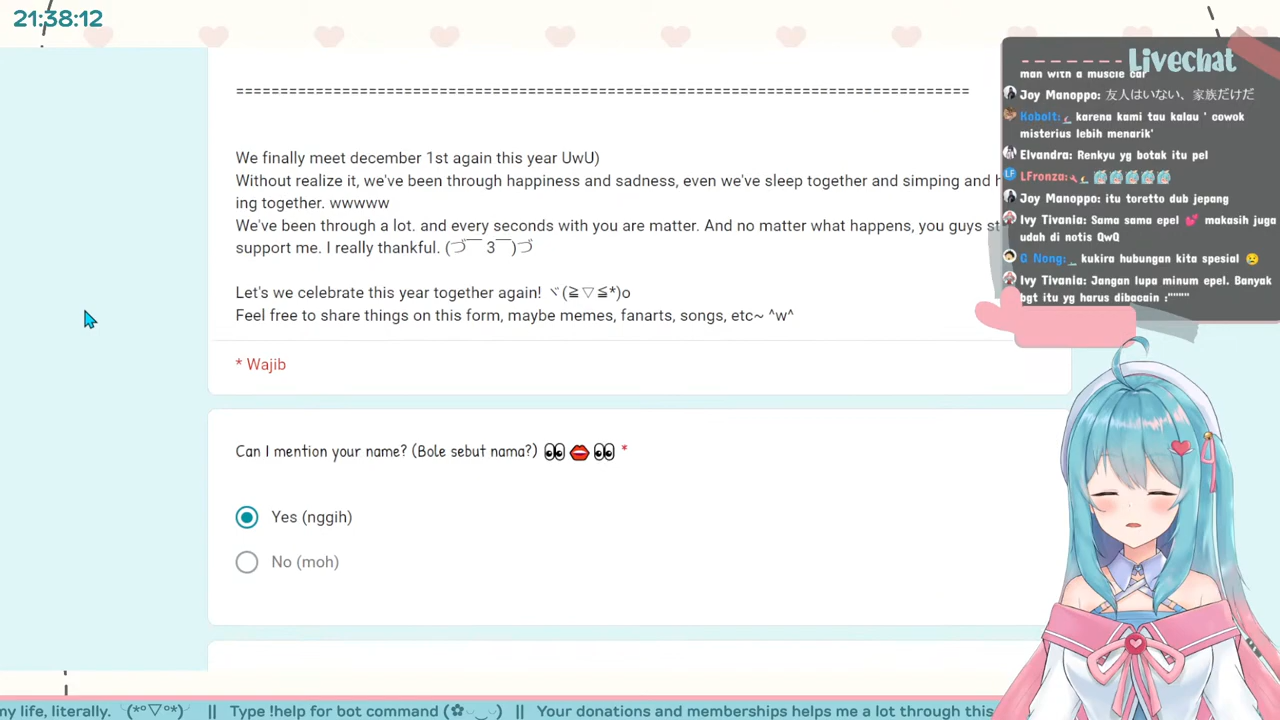 21:38:12
===================================================================================
We finally meet december 1st again this year UwU)
Without realize it, we've been through happiness and sadness, even we've sleep together and simping and h
ing together. wwwww
We've been through a lot. and every seconds with you are matter. And no matter what happens, you guys st
support me. I really thankful. (づ￣ 3￣)づ
Let's we celebrate this year together again! ヾ(≧▽≦*)o
Feel free to share things on this form, maybe memes, fanarts, songs, etc~ ^w^
* Wajib
Can I mention your name? (Bole sebut nama?) 👀👄👀 *
Yes (nggih)
No (moh)
Livechat
man with a muscle car
Joy Manoppo: 友人はいない、家族だけだ
Kobolt: karena kami tau kalau ' cowok
misterius lebih menarik'
Elvandra: Renkyu yg botak itu pel
LFronza:
Joy Manoppo: itu toretto dub jepang
Ivy Tivania: Sama sama epel 💕 makasih juga
udah di notis QwQ
a Nong: kukira hubungan kita spesial 😢
Ivy Tivania: Jangan lupa minum epel. Banyak
bgt itu yg harus dibacain :""""
my life, literally. ╰(*°▽°*)╯ || Type !help for bot command (✿◡‿◡) || Your donations and memberships helps me a lot through this